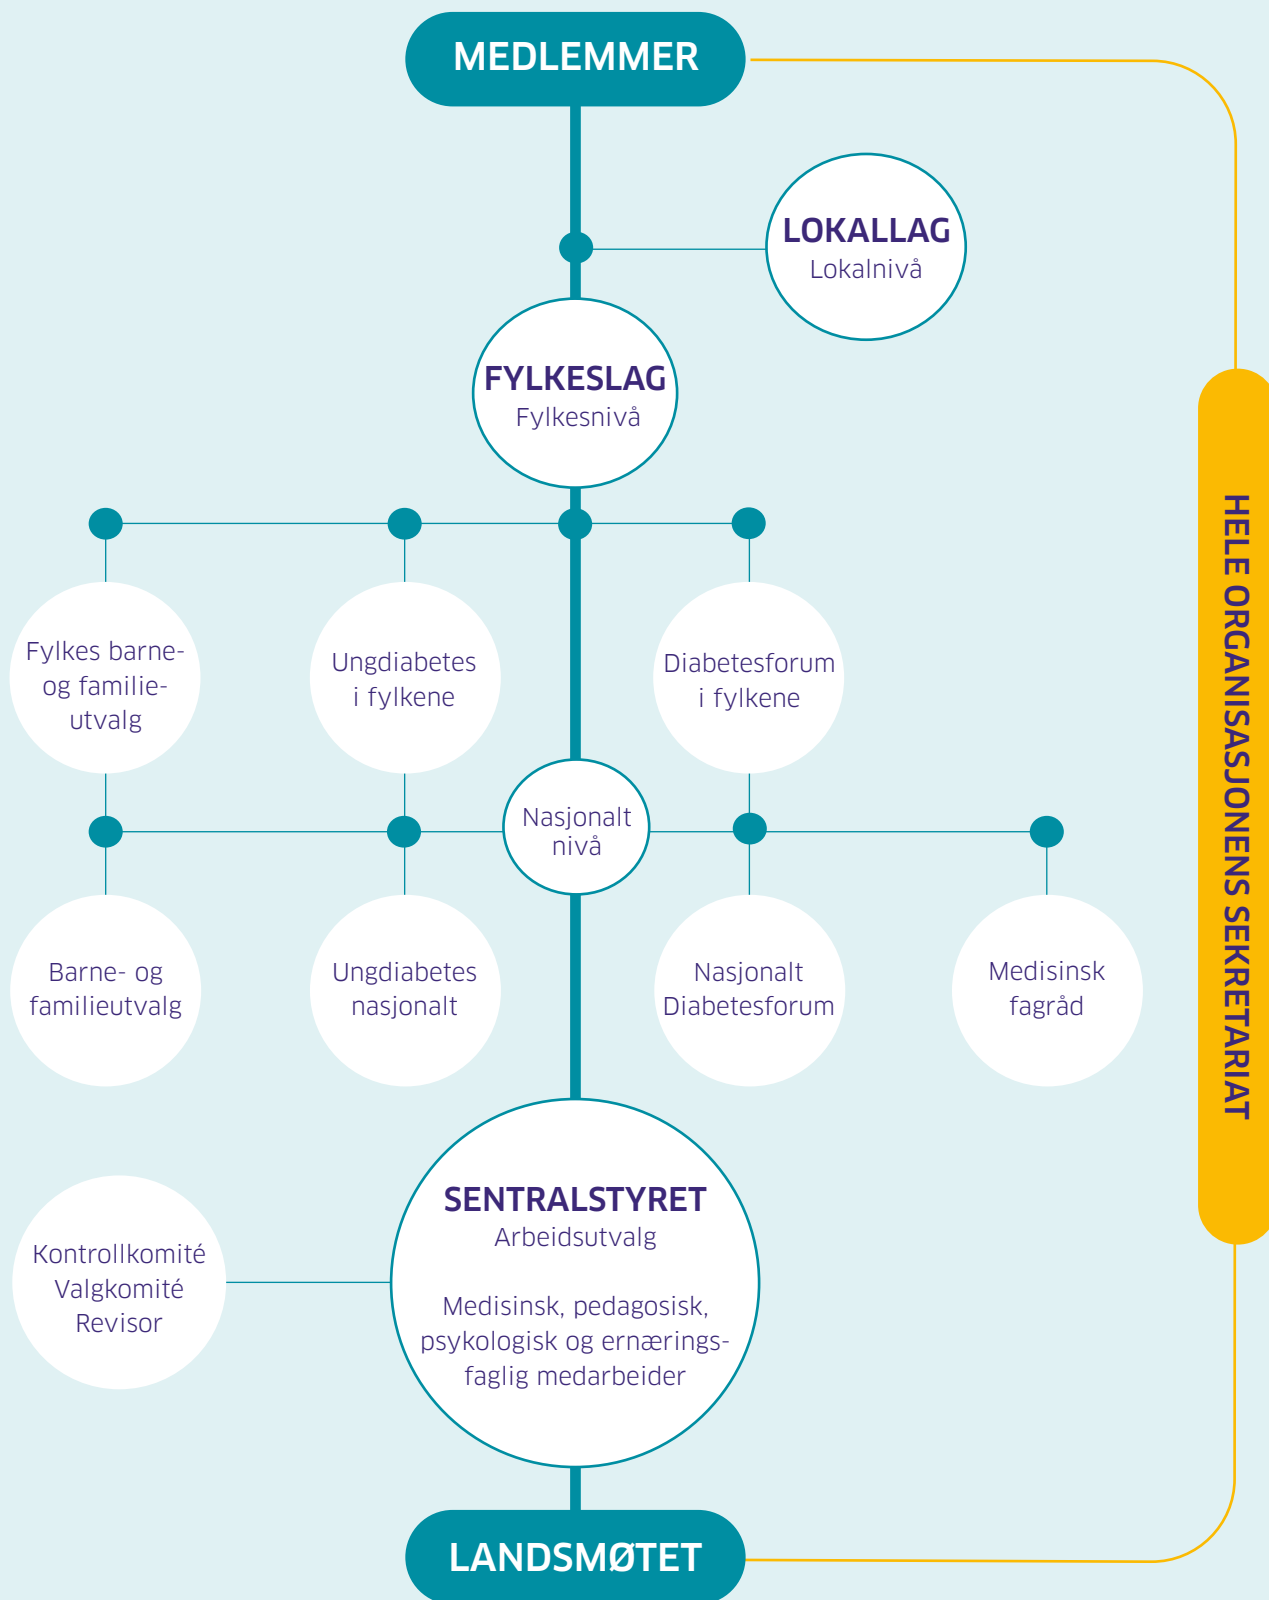 MEDLEMMER
LOKALLAG
Lokalnivå
FYLKESLAG
Fylkesnivå
Fylkes barne-
og familie-
utvalg
Ungdiabetes
i fylkene
Diabetesforum
i fylkene
Nasjonalt
nivå
Barne- og
familieutvalg
Ungdiabetes
nasjonalt
Nasjonalt
Diabetesforum
Medisinsk
fagråd
SENTRALSTYRET
Arbeidsutvalg
Medisinsk, pedagosisk,
psykologisk og ernærings-
faglig medarbeider
Kontrollkomité
Valgkomité
Revisor
LANDSMØTET
HELE ORGANISASJONENS SEKRETARIAT